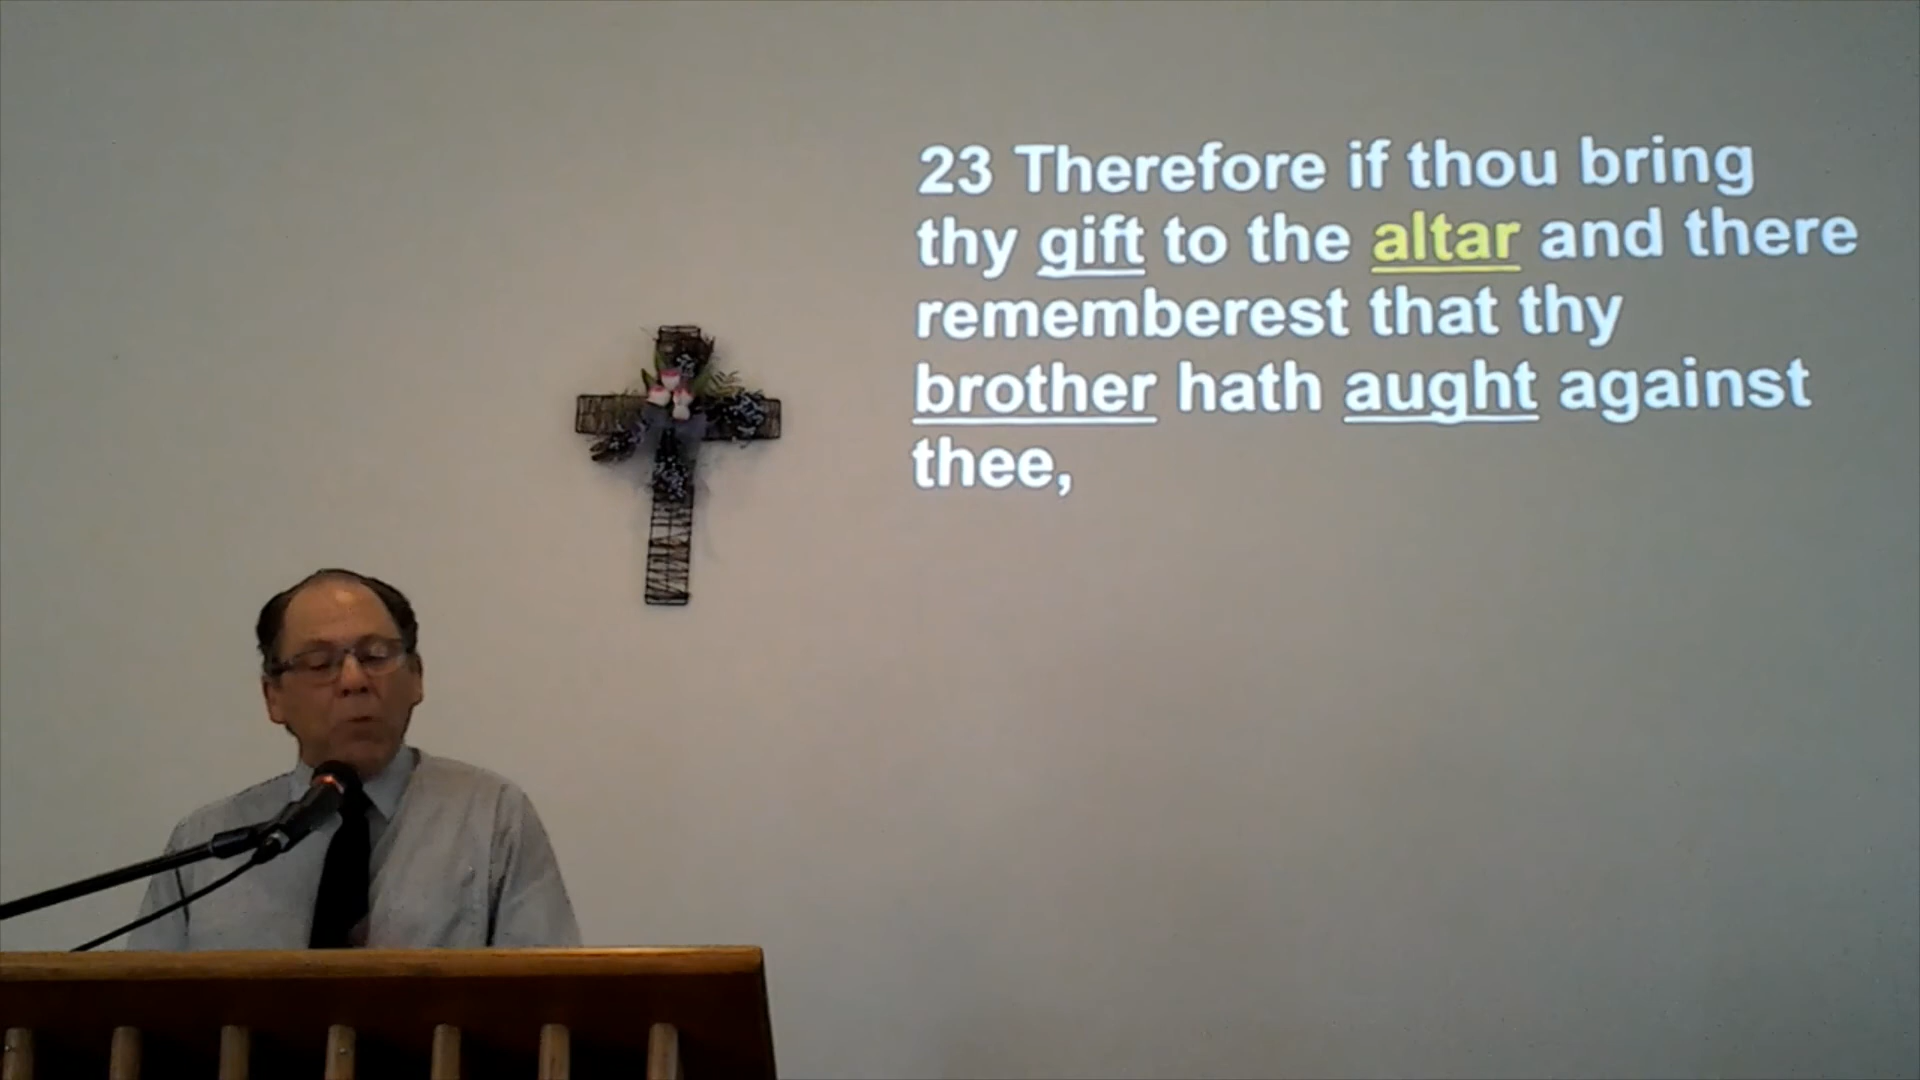 23 Therefore if thou bring
thy gift to the altar and there
rememberest that thy
brother hath aught against
thee,